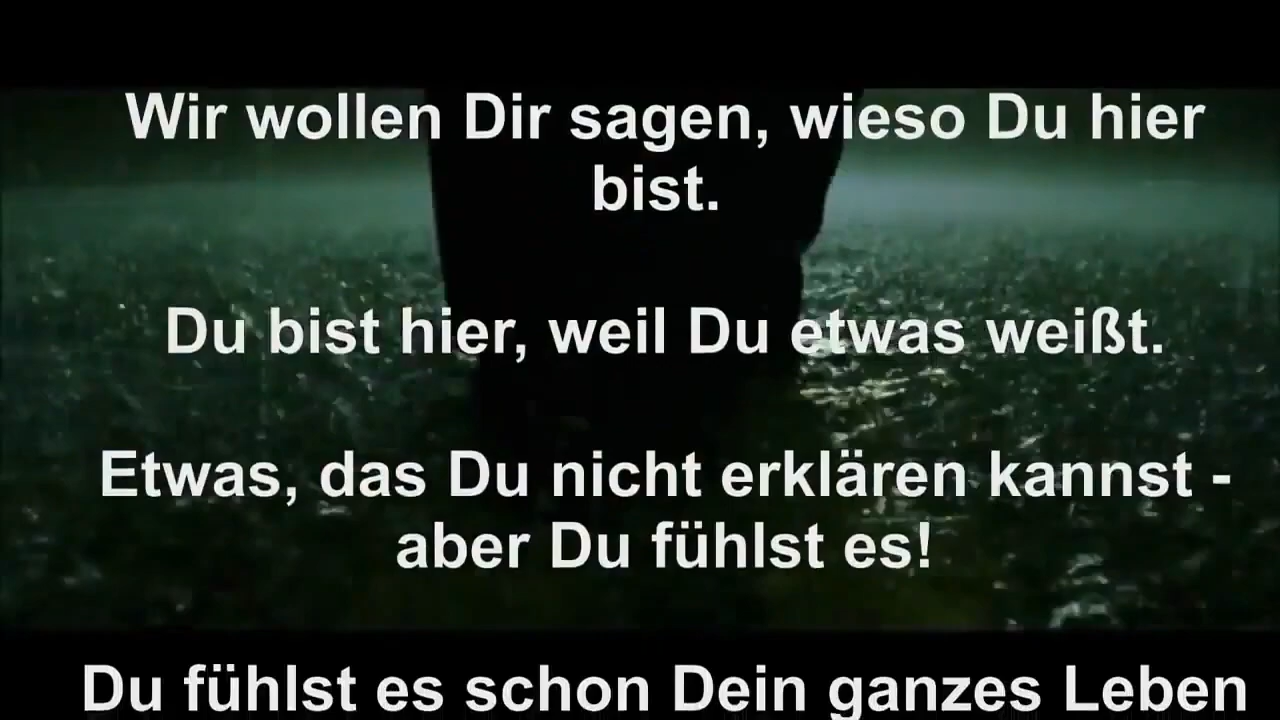 Wir wollen Dir sagen, wieso Du hier
bist.
Du bist hier, weil Du etwas weißt.
Etwas, das Du nicht erklären kannst -
aber Du fühlst es!
Du fühlst es schon Dein ganzes Leben